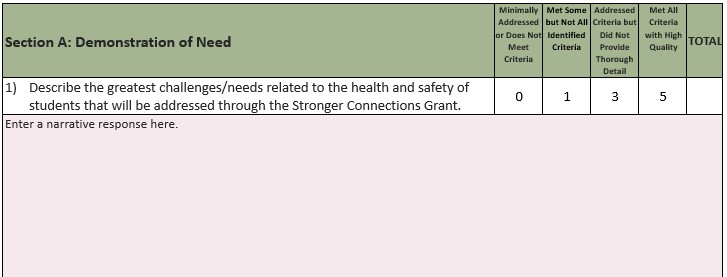 Section A: Demonstration of Need
Minimally
Addressed
or Does Not
Meet
Criteria
Met Some
but Not All
Identified
Criteria
Addressed
Criteria but
Did Not
Provide
Thorough
Detail
Met All
Criteria
with High
Quality
TOTAL
1) Describe the greatest challenges/needs related to the health and safety of
students that will be addressed through the Stronger Connections Grant.
0 1 3 5
Enter a narrative response here.